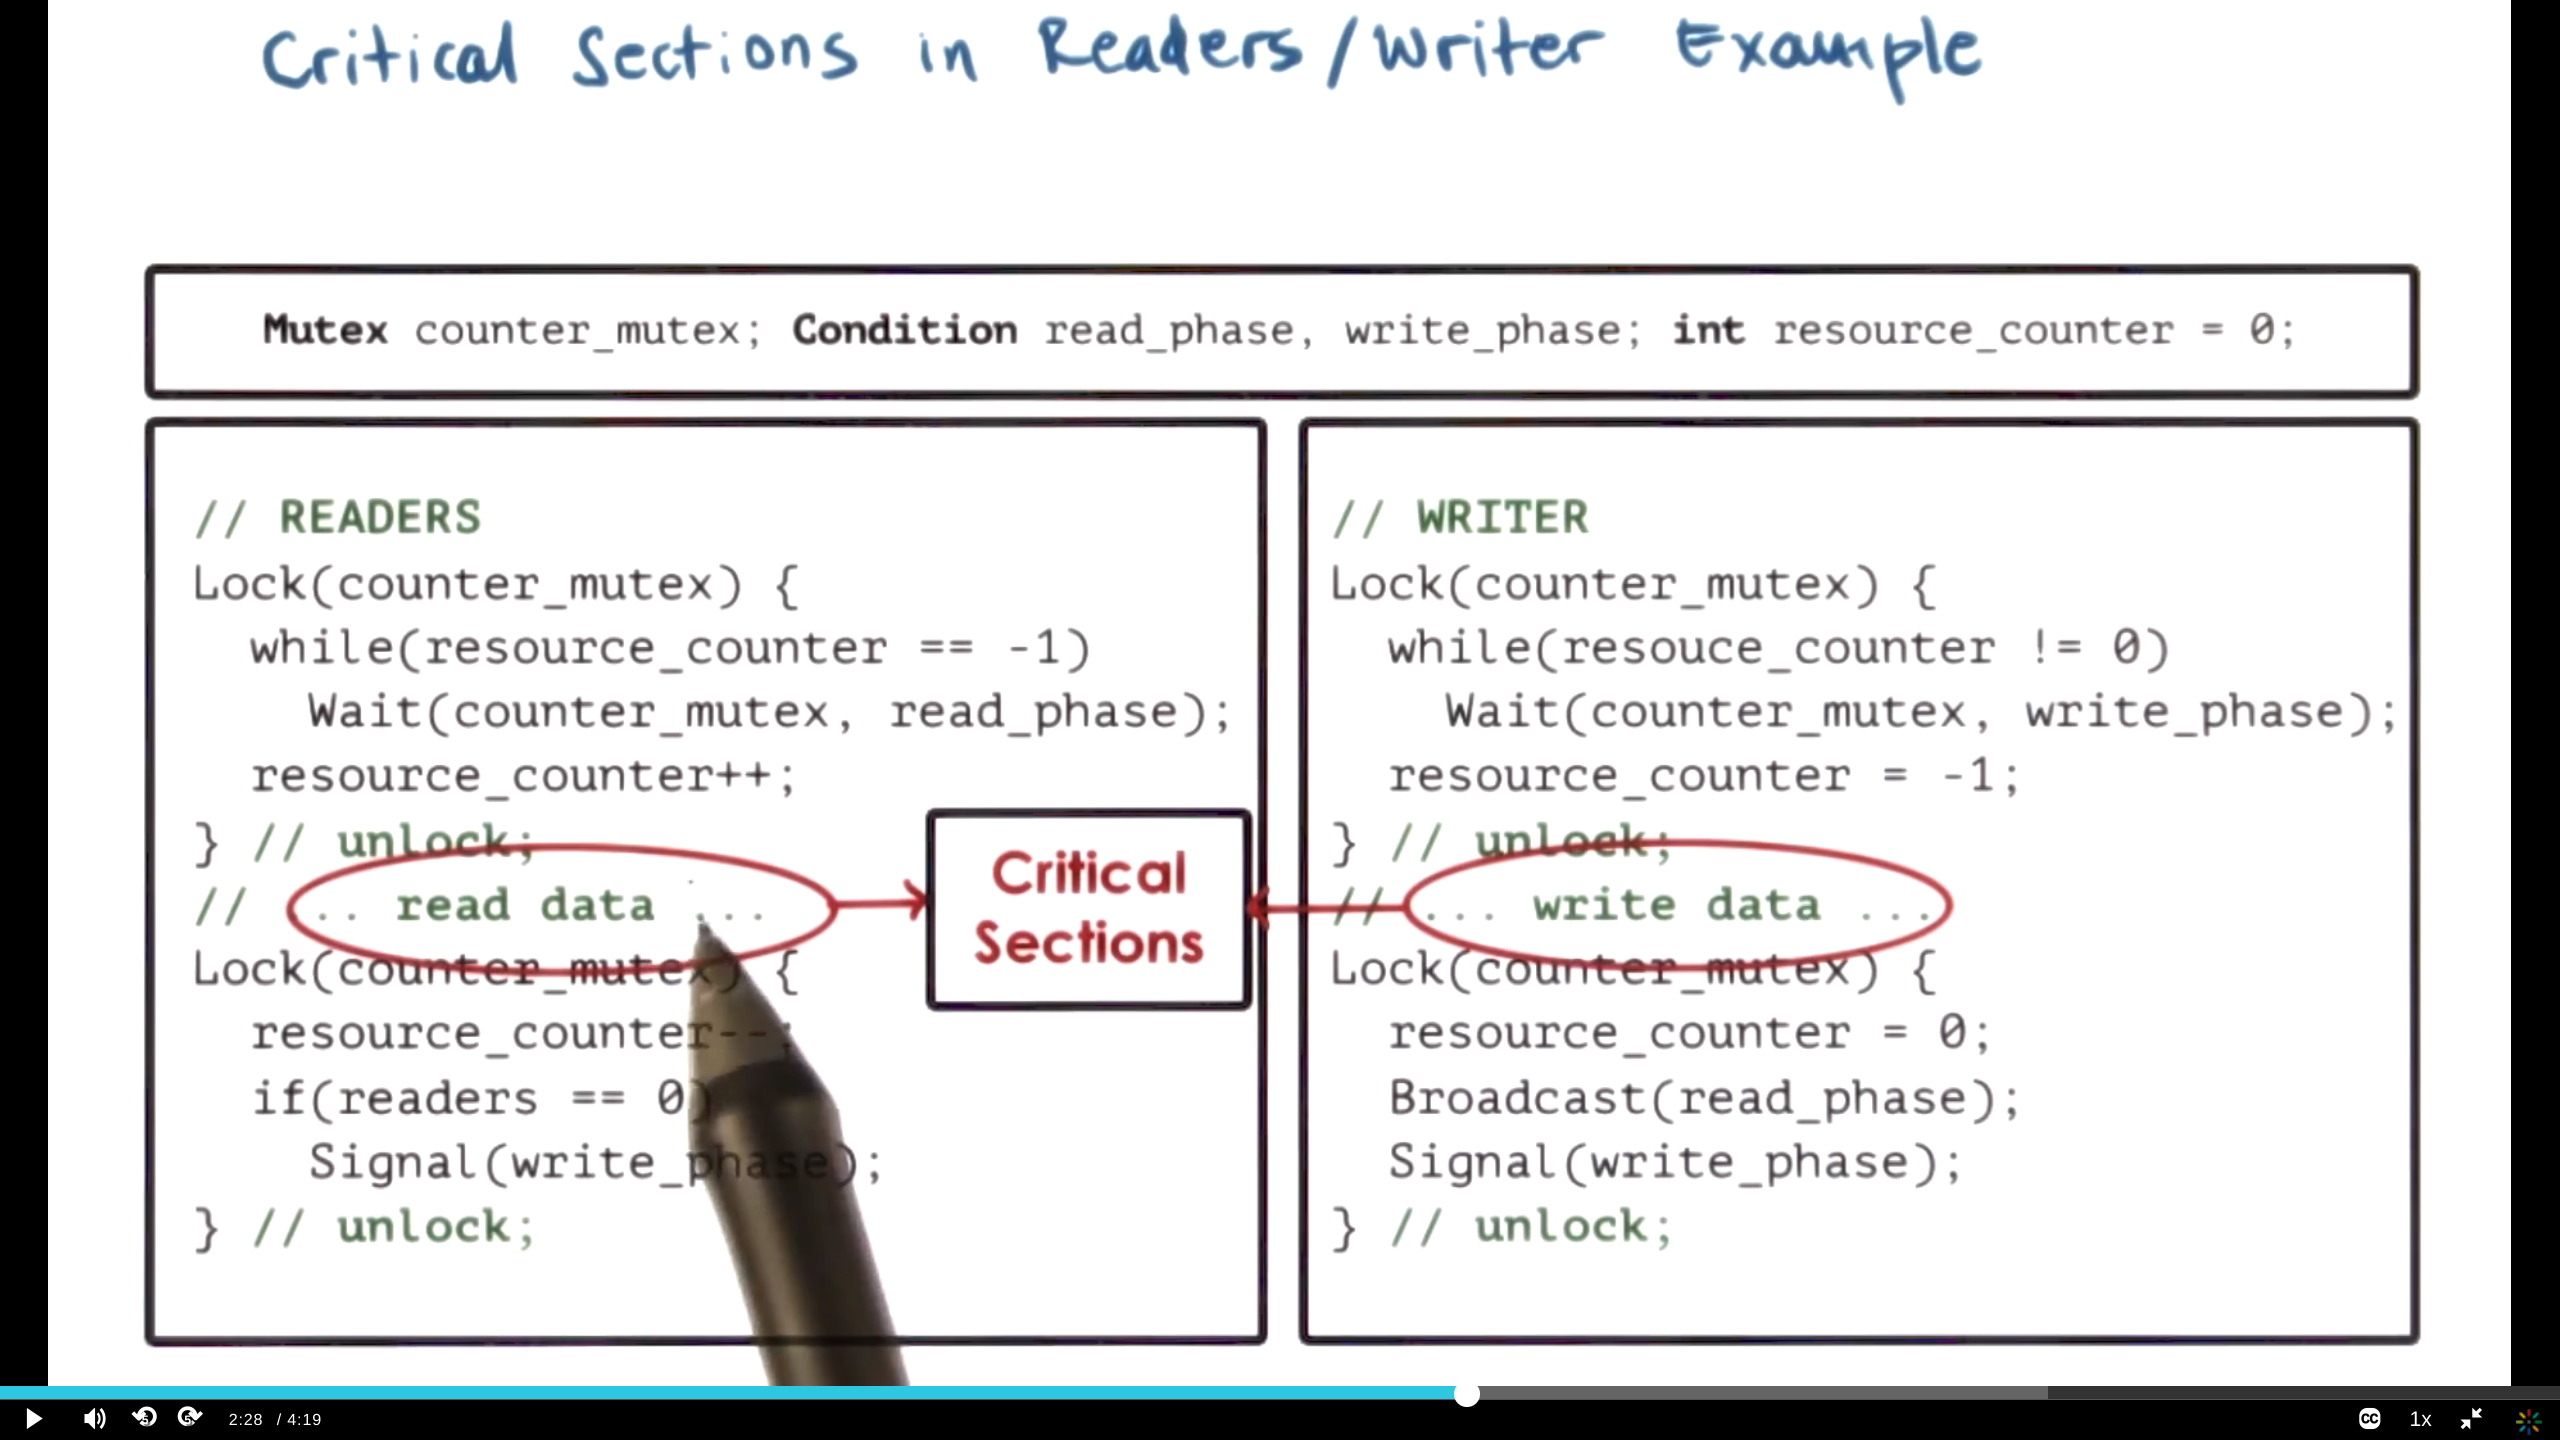 Critical Sections in Readers/Writer Example
Mutex counter_mutex; Condition read_phase, write_phase; int resource_counter = 0;
// READERS
Lock(counter_mutex) {
while(resource_counter == -1)
Wait(counter_mutex, read_phase);
resource_counter++;
} // unlock;
// ... read data ...
Lock(counter_mutex) {
resource_counter--;
if(readers == 0)
Signal(write_phase);
} // unlock;
Critical
Sections
// WRITER
Lock(counter_mutex) {
while(resouce_counter != 0)
Wait(counter_mutex, write_phase);
resource_counter = -1;
} // unlock;
// ... write data ...
Lock(counter_mutex) {
resource_counter = 0;
Broadcast(read_phase);
Signal(write_phase);
} // unlock;
5 5 2:28 / 4:19 CC 1x